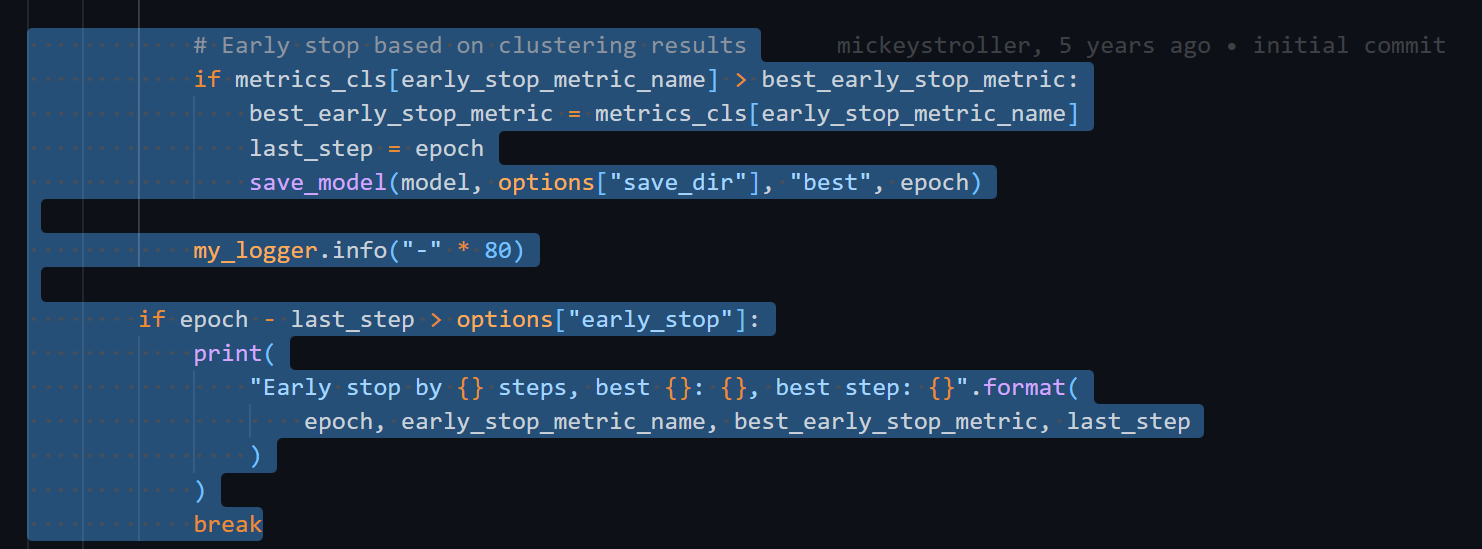 # Early stop based on clustering results mickeystroller, 5 years ago • initial commit
if metrics_cls[early_stop_metric_name] > best_early_stop_metric:
best_early_stop_metric = metrics_cls[early_stop_metric_name]
last_step = epoch
save_model(model, options["save_dir"], "best", epoch)
my_logger.info("-" * 80)
if epoch - last_step > options["early_stop"]:
print(
"Early stop by {} steps, best {}: {}, best step: {}".format(
epoch, early_stop_metric_name, best_early_stop_metric, last_step
)
)
break